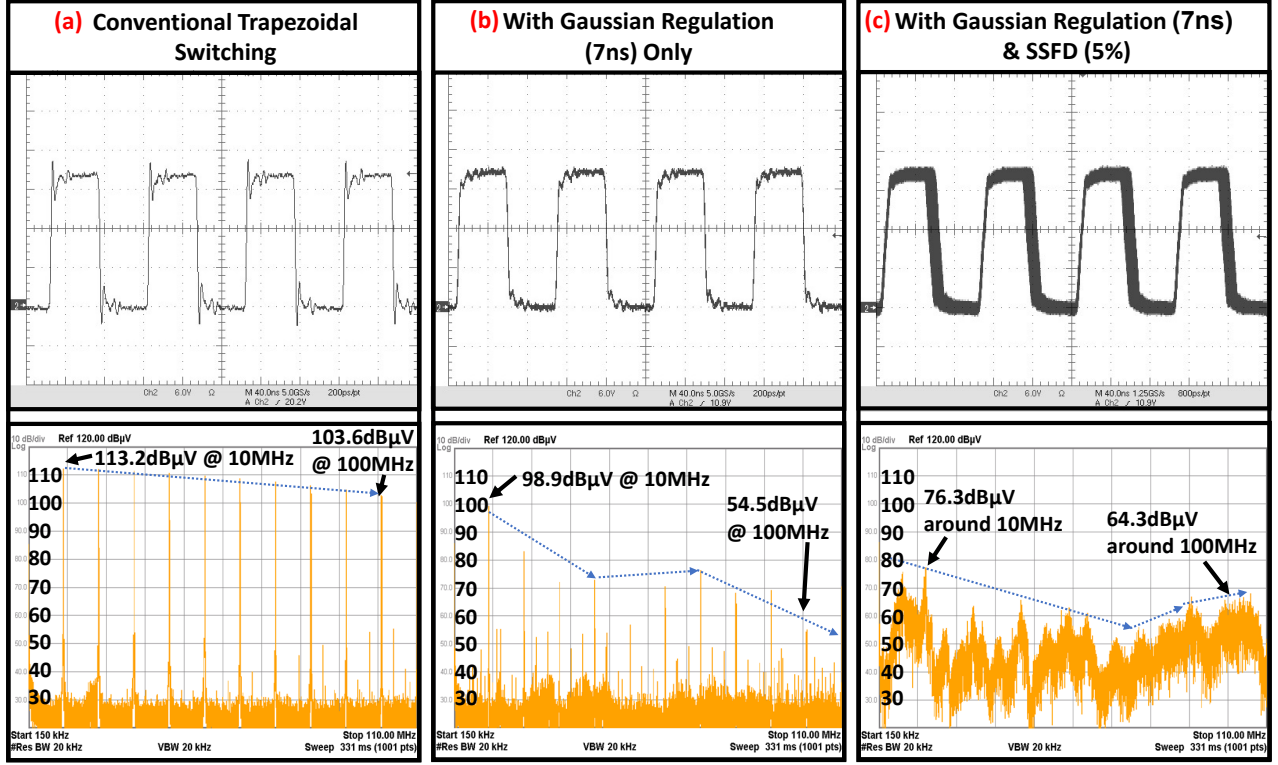 (a) Conventional Trapezoidal
Switching
(b) With Gaussian Regulation
(7ns) Only
(c) With Gaussian Regulation (7ns)
& SSFD (5%)
Ch2 6.0V Ω M 40.0ns 5.0GS/s 200ps/pt
A Ch2 / 20.2V
Ch2 6.0V Ω M 40.0ns 5.0GS/s 200ps/pt
A Ch2 / 10.9V
Ch2 6.0V Ω M 40.0ns 1.25GS/s 800ps/pt
A Ch2 / 10.9V
10 dB/div Ref 120.00 dBµV
Log
113.2dBµV @ 10MHz
103.6dBµV
@ 100MHz
110
100
90
80
70
60
50
40
30
Start 150 kHz Stop 110.00 MHz
#Res BW 20 kHz VBW 20 kHz Sweep 331 ms (1001 pts)
10 dB/div Ref 120.00 dBµV
Log
98.9dBµV @ 10MHz
54.5dBµV
@ 100MHz
110
100
90
80
70
60
50
40
30
Start 150 kHz Stop 110.00 MHz
#Res BW 20 kHz VBW 20 kHz Sweep 331 ms (1001 pts)
10 dB/div Ref 120.00 dBµV
Log
76.3dBµV
around 10MHz
64.3dBµV
around 100MHz
110
100
90
80
70
60
50
40
30
Start 150 kHz Stop 110.00 MHz
#Res BW 20 kHz VBW 20 kHz Sweep 331 ms (1001 pts)